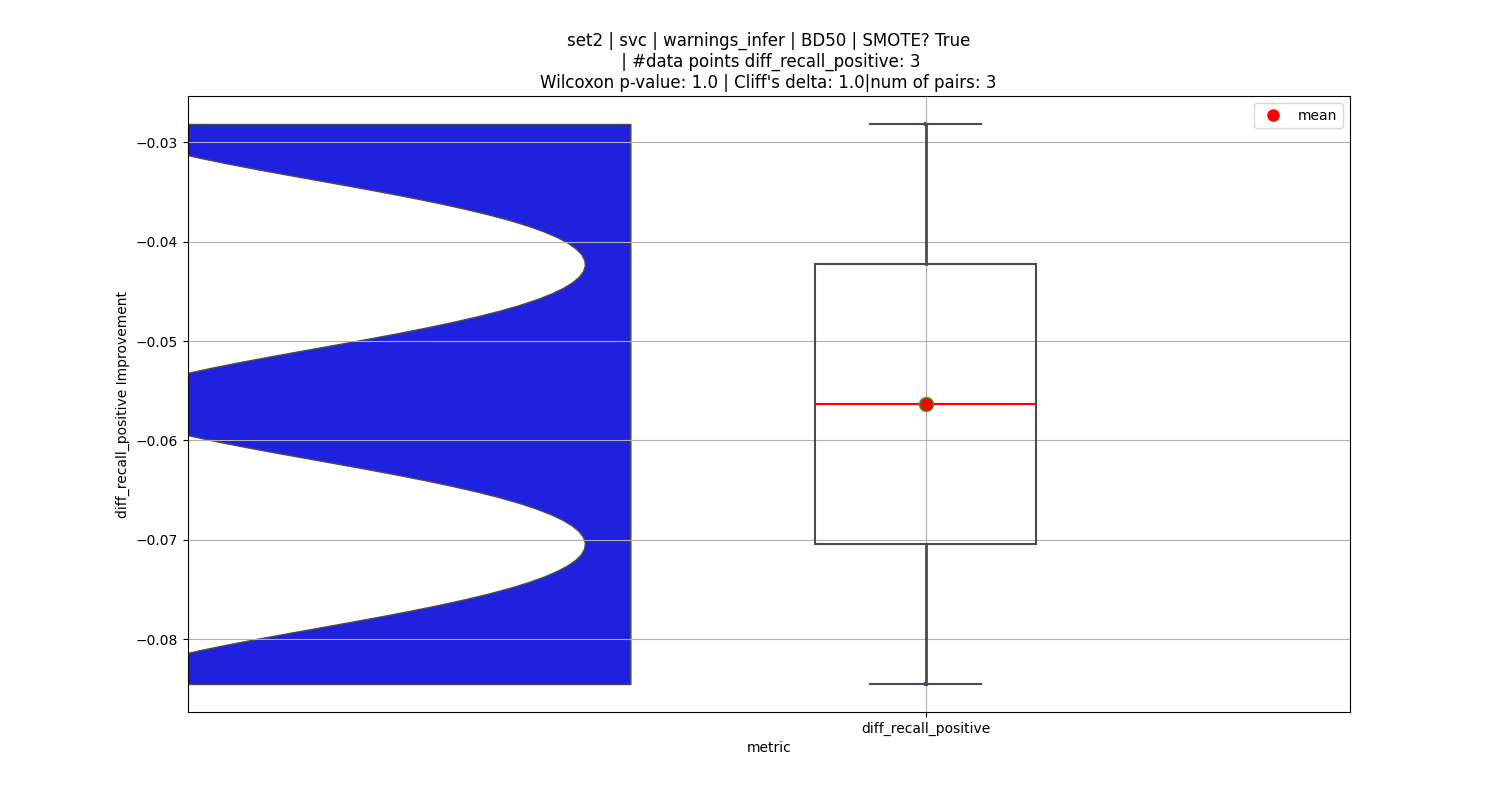 set2 | svc | warnings_infer | BD50 | SMOTE? True
| #data points diff_recall_positive: 3
Wilcoxon p-value: 1.0 | Cliff's delta: 1.0|num of pairs: 3
mean
−0.03
−0.04
−0.05
−0.06
−0.07
−0.08
diff_recall_positive Improvement
diff_recall_positive
metric